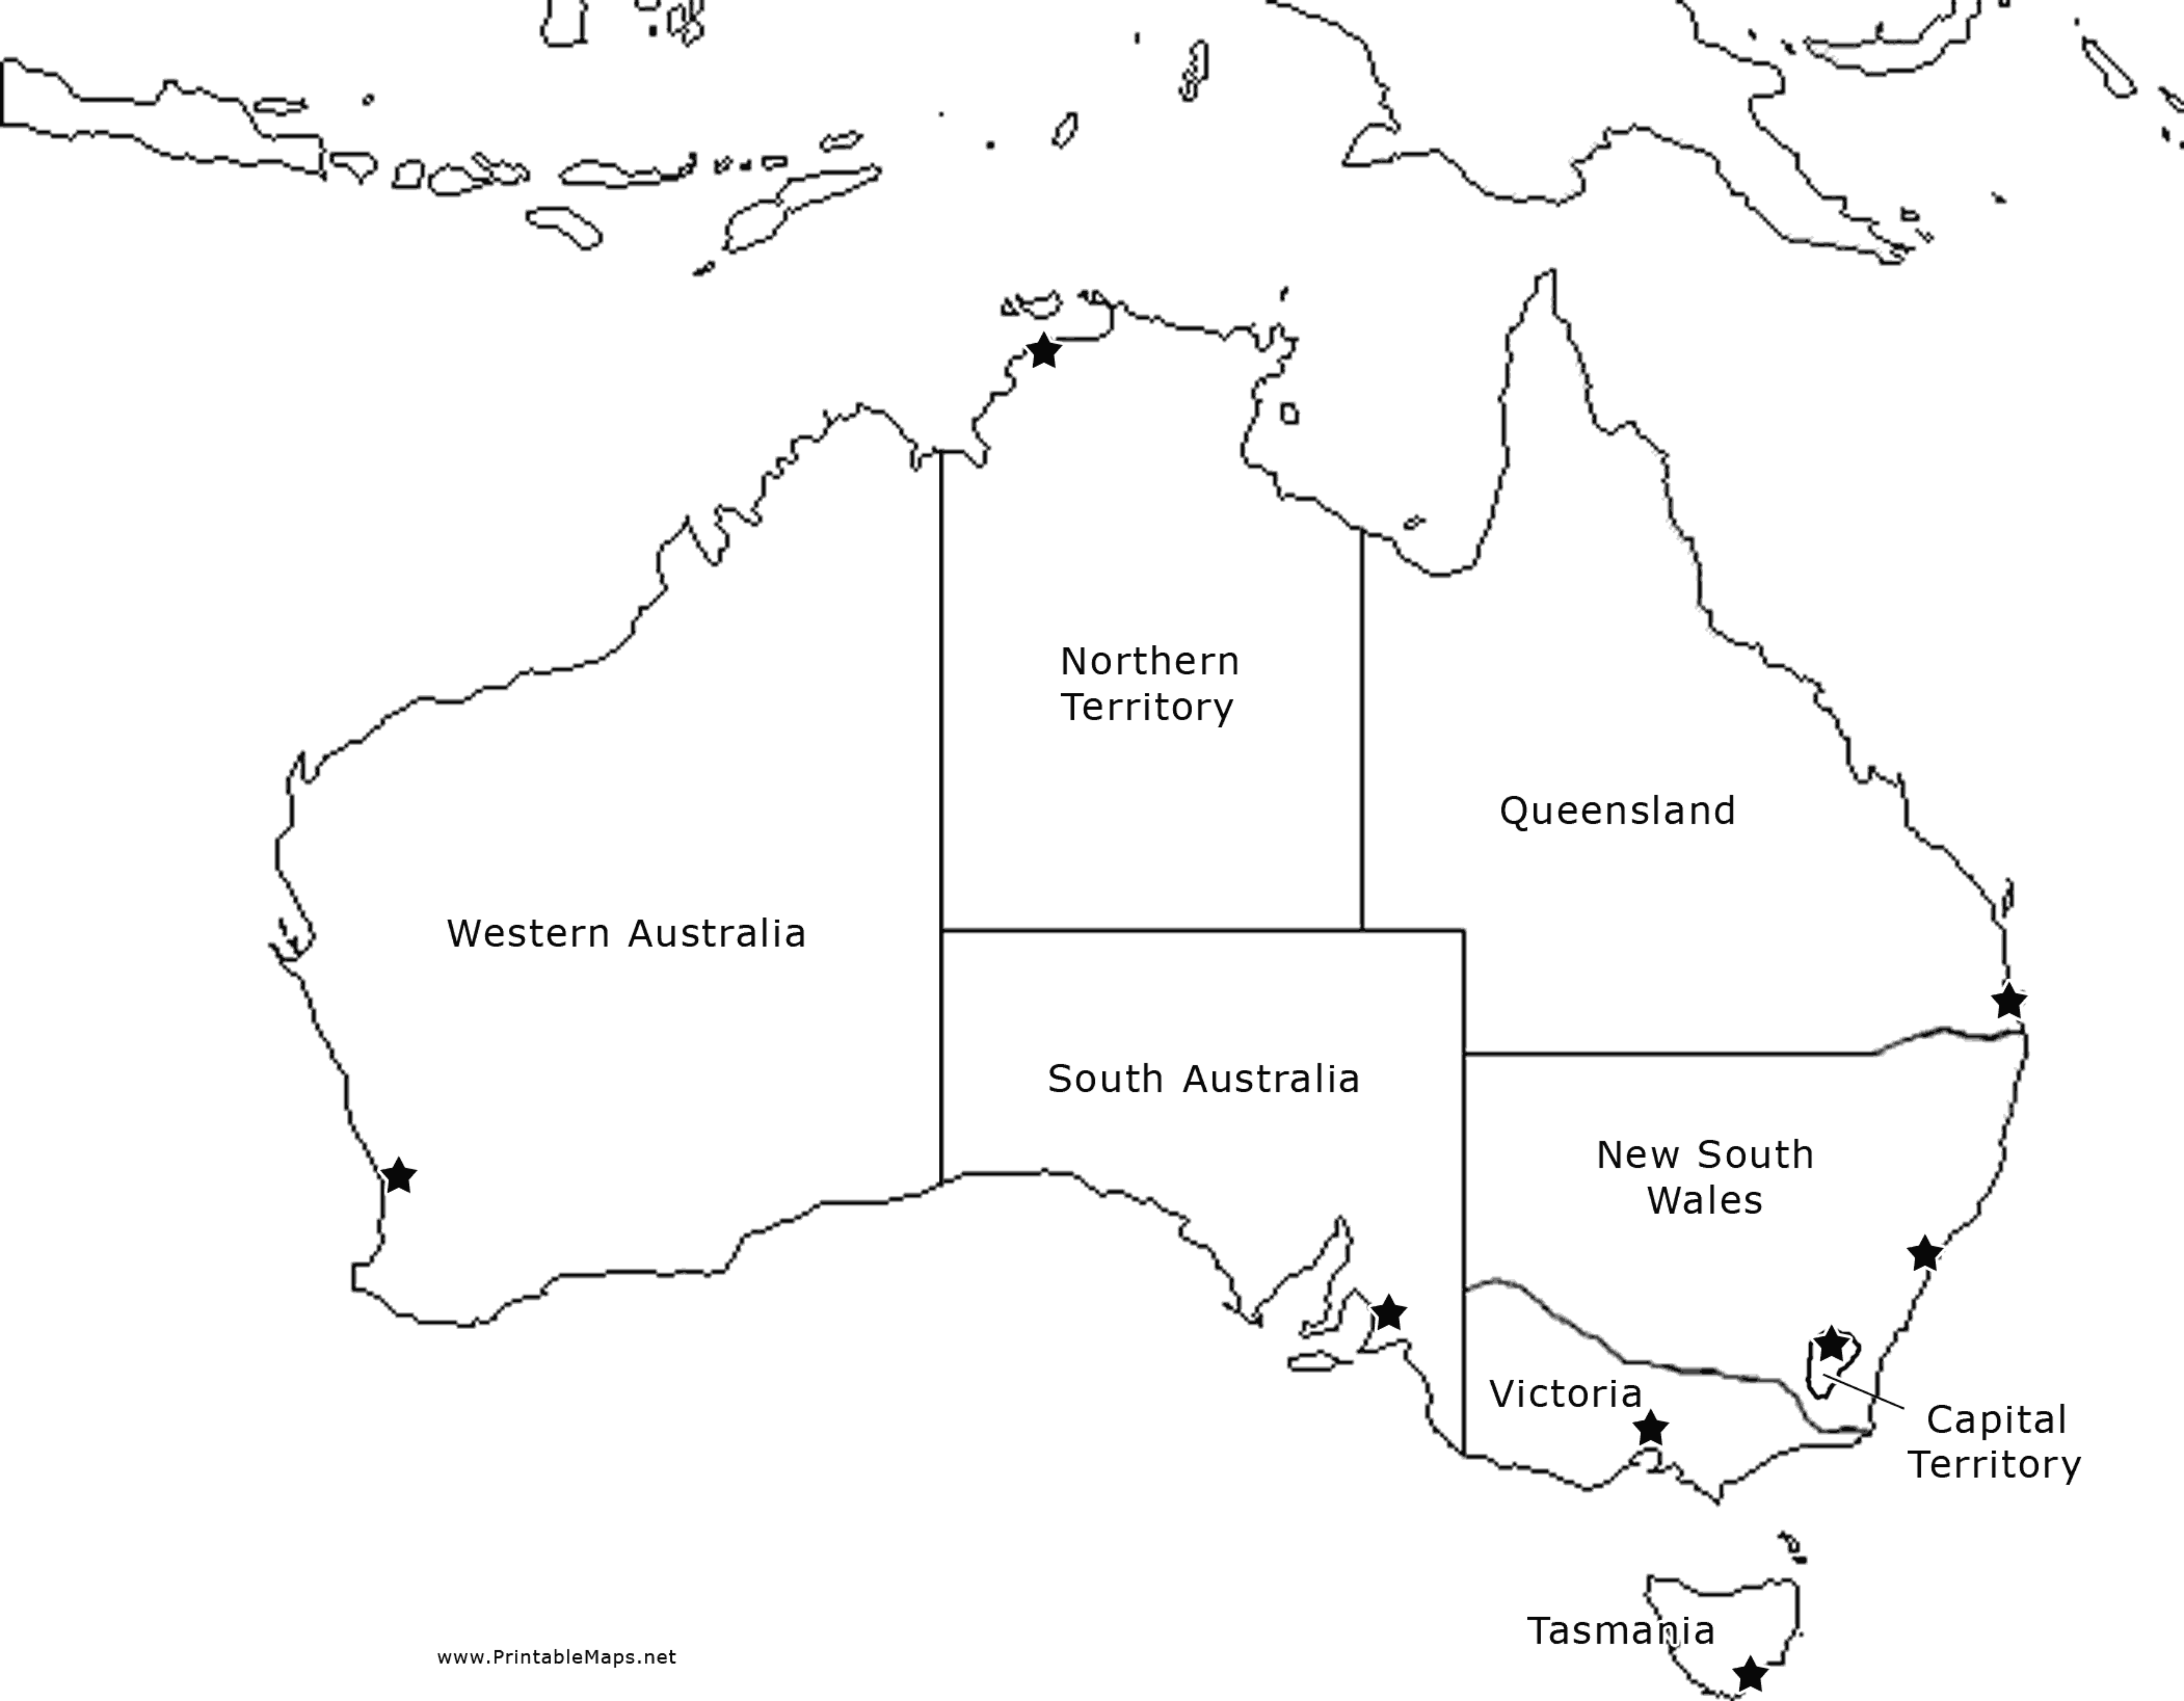 Northern
Territory
Queensland
Western Australia
South Australia
New South
Wales
Victoria
Capital
Territory
Tasmania
www.PrintableMaps.net